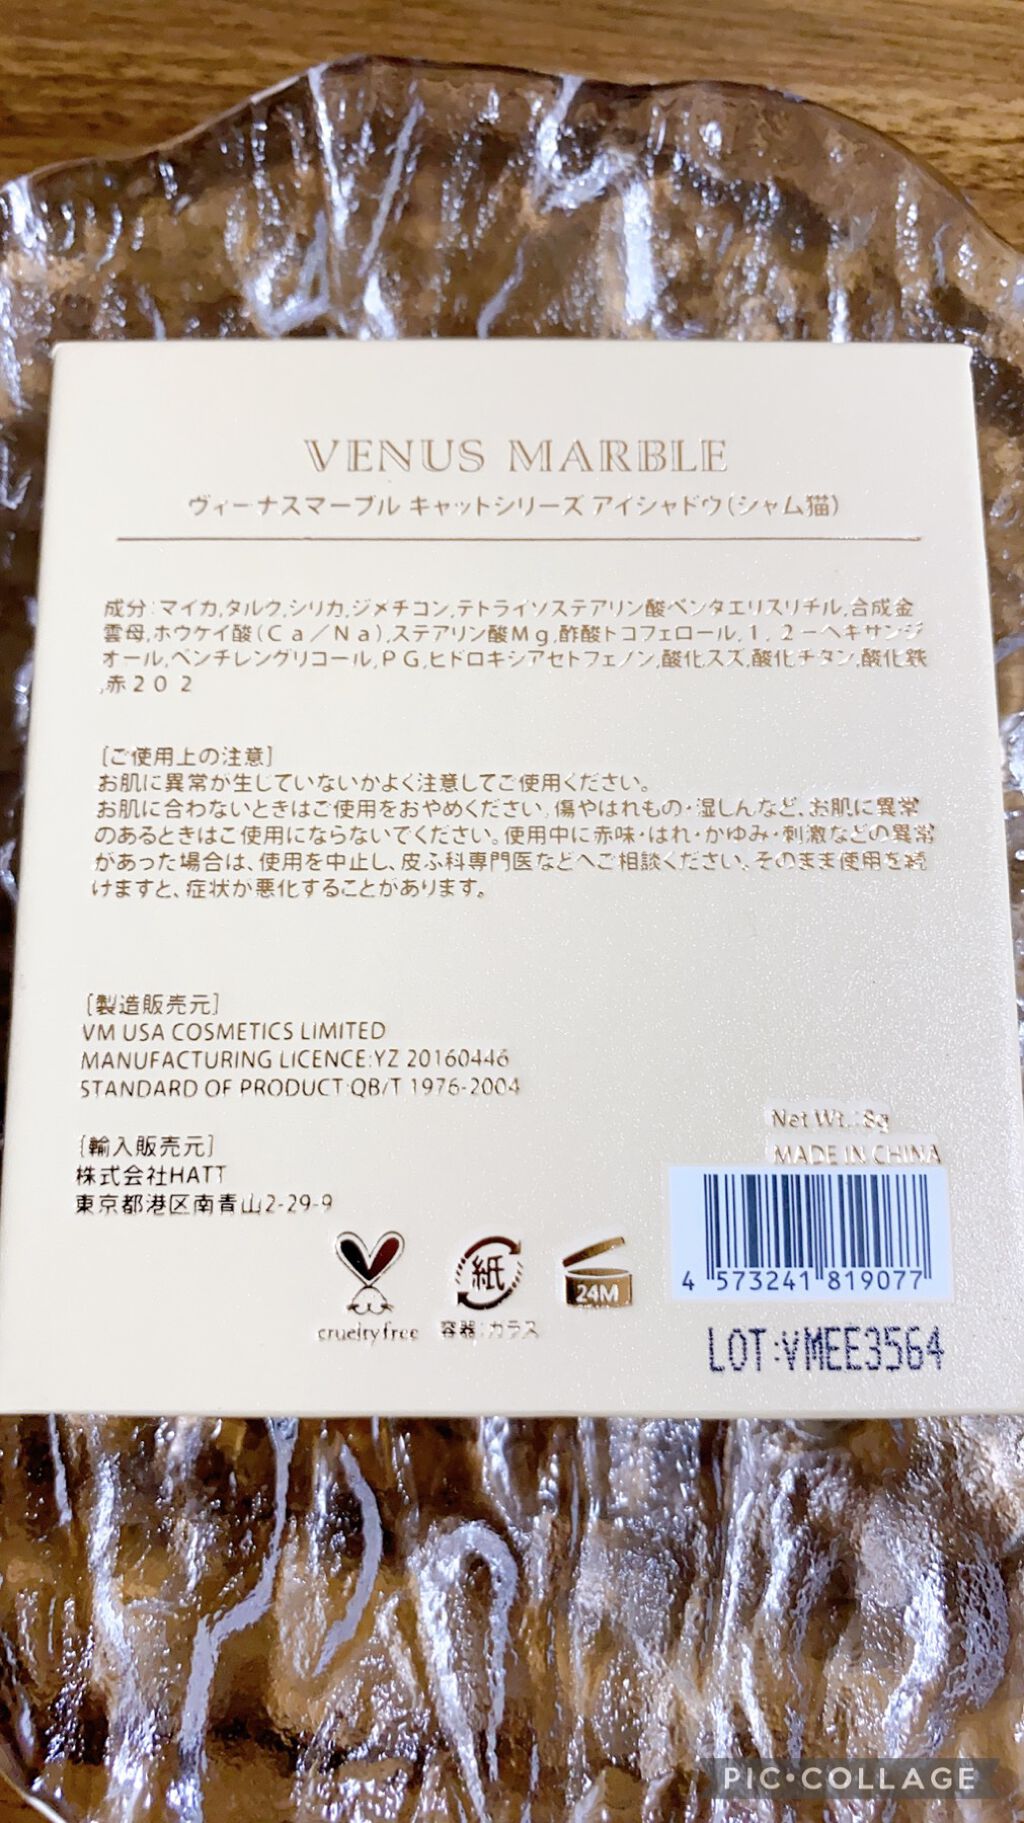 VENUS MARBLE
ヴィーナスマーブル キャットシリーズ アイシャドウ(シャム猫)
成分:マイカ,タルク,シリカ,ジメチコン,テトライソステアリン酸ペンタエリスリチル,合成金
雲母,ホウケイ酸(Ca/Na),ステアリン酸Mg,酢酸トコフェロール,1.2-ヘキサンジ
オール,ペンチレングリコール,PG,ヒドロキシアセトフェノン,酸化スズ,酸化チタン,酸化鉄
,赤202
[ご使用上の注意]
お肌に異常が生じていないかよく注意してご使用ください。
お肌に合わないときはご使用をおやめください。傷やはれもの・湿しんなど、お肌に異常
のあるときはご使用にならないでください。使用中に赤味・はれ・かゆみ・刺激などの異常
があった場合は、使用を中止し、皮ふ科専門医などへご相談ください。そのまま使用を続
けますと、症状が悪化することがあります。
[製造販売元]
VM USA COSMETICS LIMITED
MANUFACTURING LICENCE:YZ 20160446
STANDARD OF PRODUCT:QB/T 1976-2004
[輸入販売元]
株式会社HATT
東京都港区南青山2-29-9
Net Wt.:8g
MADE IN CHINA
4 573241 819077
LOT:VMEE3564
紙
24M
cruelty free
容器:ガラス
PIC•COLLAGE